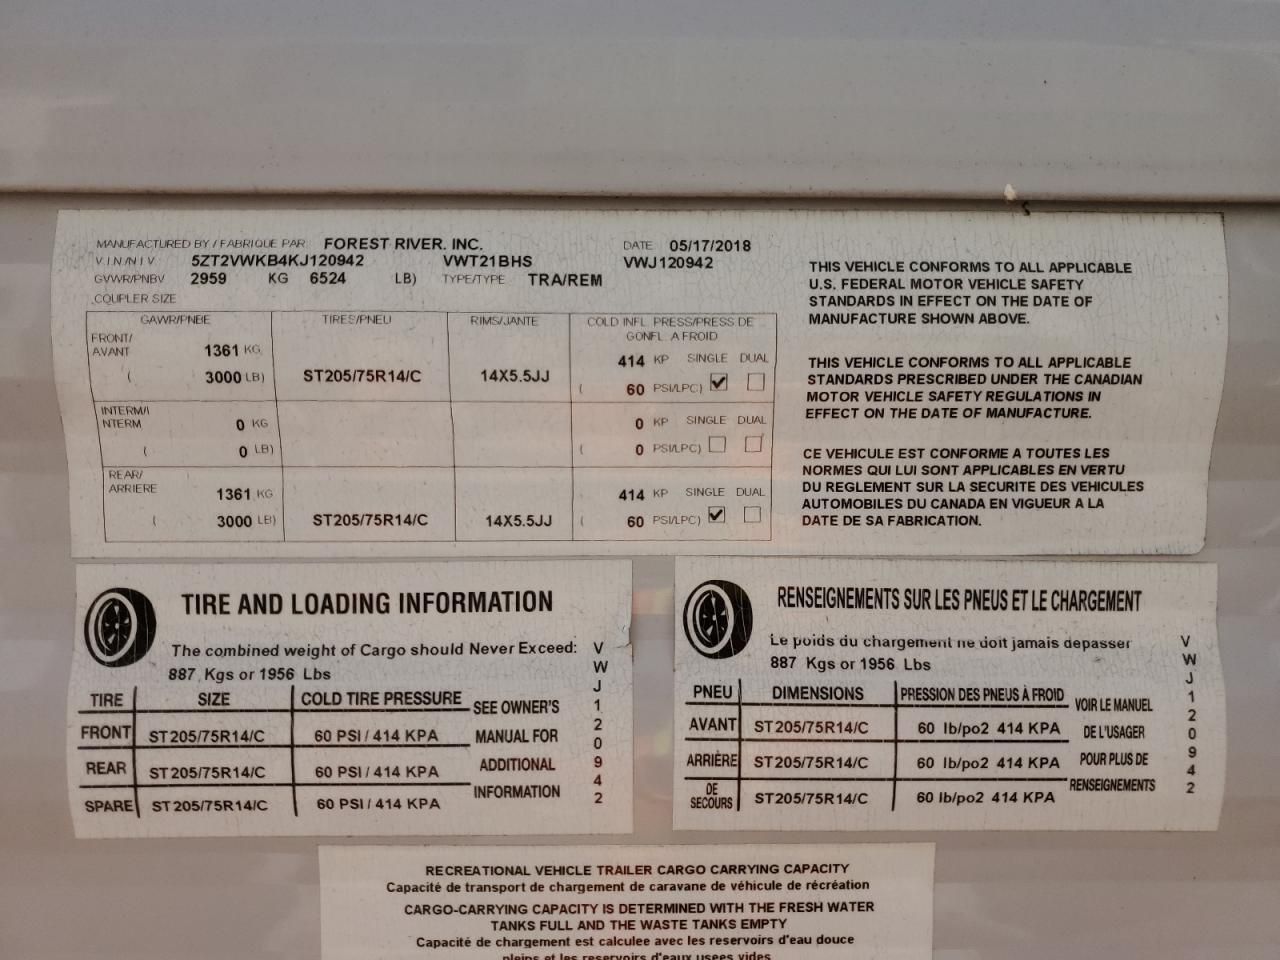 MANUFACTURED BY / FABRIQUE PAR FOREST RIVER, INC. DATE 05/17/2018
VIN/NIV 5ZT2VWKB4KJ120942 VWT21BHS VWJ120942
GVWR/PNBV 2959 KG 6524 LB) TYPE/TYPE TRA/REM
COUPLER SIZE
GAWR/PNBE TIRES/PNEU RIMS/JANTE COLD INFL PRESS/PRESS DE
GONFL A FROID
FRONT/
AVANT 1361 KG 414 KP SINGLE DUAL
( 3000 LB) ST205/75R14/C 14X5.5JJ ( 60 PSI/LPC)
INTERM/I
NTERM 0 KG 0 KP SINGLE DUAL
( 0 LB) ( 0 PSI/LPC)
REAR/
ARRIERE 1361 KG 414 KP SINGLE DUAL
( 3000 LB) ST205/75R14/C 14X5.5JJ ( 60 PSI/LPC)
THIS VEHICLE CONFORMS TO ALL APPLICABLE
U.S. FEDERAL MOTOR VEHICLE SAFETY
STANDARDS IN EFFECT ON THE DATE OF
MANUFACTURE SHOWN ABOVE.
THIS VEHICLE CONFORMS TO ALL APPLICABLE
STANDARDS PRESCRIBED UNDER THE CANADIAN
MOTOR VEHICLE SAFETY REGULATIONS IN
EFFECT ON THE DATE OF MANUFACTURE.
CE VEHICULE EST CONFORME A TOUTES LES
NORMES QUI LUI SONT APPLICABLES EN VERTU
DU REGLEMENT SUR LA SECURITE DES VEHICULES
AUTOMOBILES DU CANADA EN VIGUEUR A LA
DATE DE SA FABRICATION.
TIRE AND LOADING INFORMATION
The combined weight of Cargo should Never Exceed:
887 Kgs or 1956 Lbs
TIRE SIZE COLD TIRE PRESSURE SEE OWNER'S
FRONT ST205/75R14/C 60 PSI / 414 KPA MANUAL FOR
REAR ST205/75R14/C 60 PSI / 414 KPA ADDITIONAL
SPARE ST205/75R14/C 60 PSI / 414 KPA INFORMATION
VWJ120942
RENSEIGNEMENTS SUR LES PNEUS ET LE CHARGEMENT
Le poids du chargement ne doit jamais depasser
887 Kgs or 1956 Lbs
PNEU DIMENSIONS PRESSION DES PNEUS À FROID VOIR LE MANUEL
AVANT ST205/75R14/C 60 lb/po2 414 KPA DE L'USAGER
ARRIÈRE ST205/75R14/C 60 lb/po2 414 KPA POUR PLUS DE
DE
SECOURS ST205/75R14/C 60 lb/po2 414 KPA RENSEIGNEMENTS
VWJ120942
RECREATIONAL VEHICLE TRAILER CARGO CARRYING CAPACITY
Capacité de transport de chargement de caravane de véhicule de récréation
CARGO-CARRYING CAPACITY IS DETERMINED WITH THE FRESH WATER
TANKS FULL AND THE WASTE TANKS EMPTY
Capacité de chargement est calculee avec les reservoirs d'eau douce
pleins et les reservoirs d'eaux usees vides